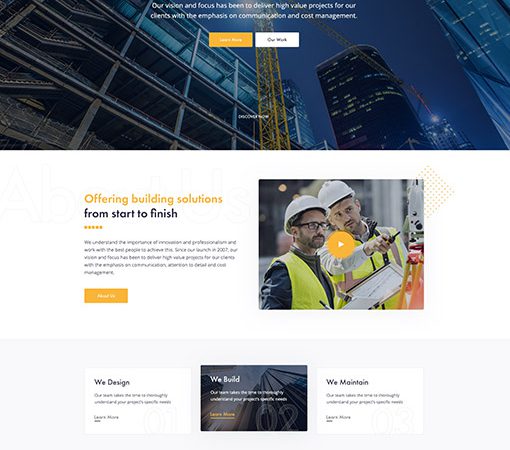 Our vision and focus has been to deliver high value projects for our
clients with the emphasis on communication and cost management.
Learn More
Our Work
DISCOVER NOW
About Us
Offering building solutions
from start to finish
We understand the importance of innovation and professionalism and
work with the best people to achieve this. Since our launch in 2007, our
vision and focus has been to deliver high value projects for our clients
with the emphasis on communication, attention to detail and cost
management.
About Us
We Design
Our team takes the time to thoroughly
understand your project's specific needs
Learn More
01
We Build
Our team takes the time to thoroughly
understand your project's specific needs
Learn More
02
We Maintain
Our team takes the time to thoroughly
understand your project's specific needs
Learn More
03